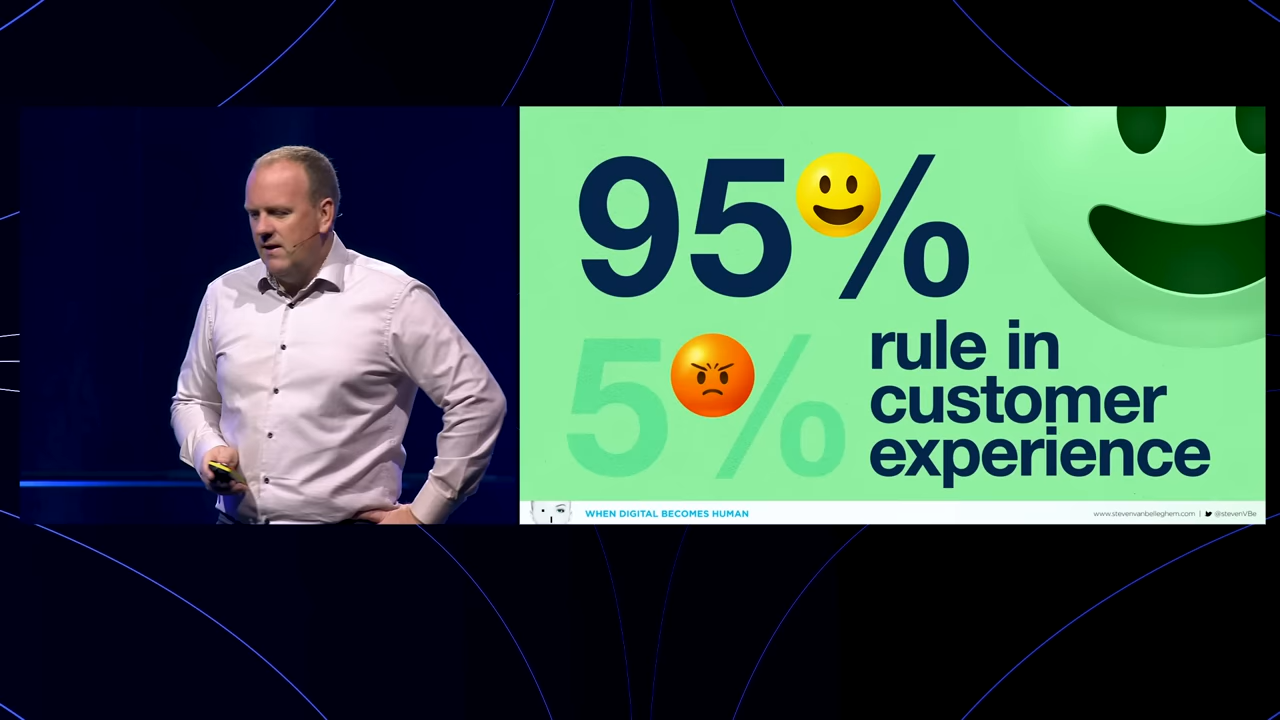 95%
5%
rule in
customer
experience
WHEN DIGITAL BECOMES HUMAN
www.stevenvanbelleghem.com | @stevenVBe